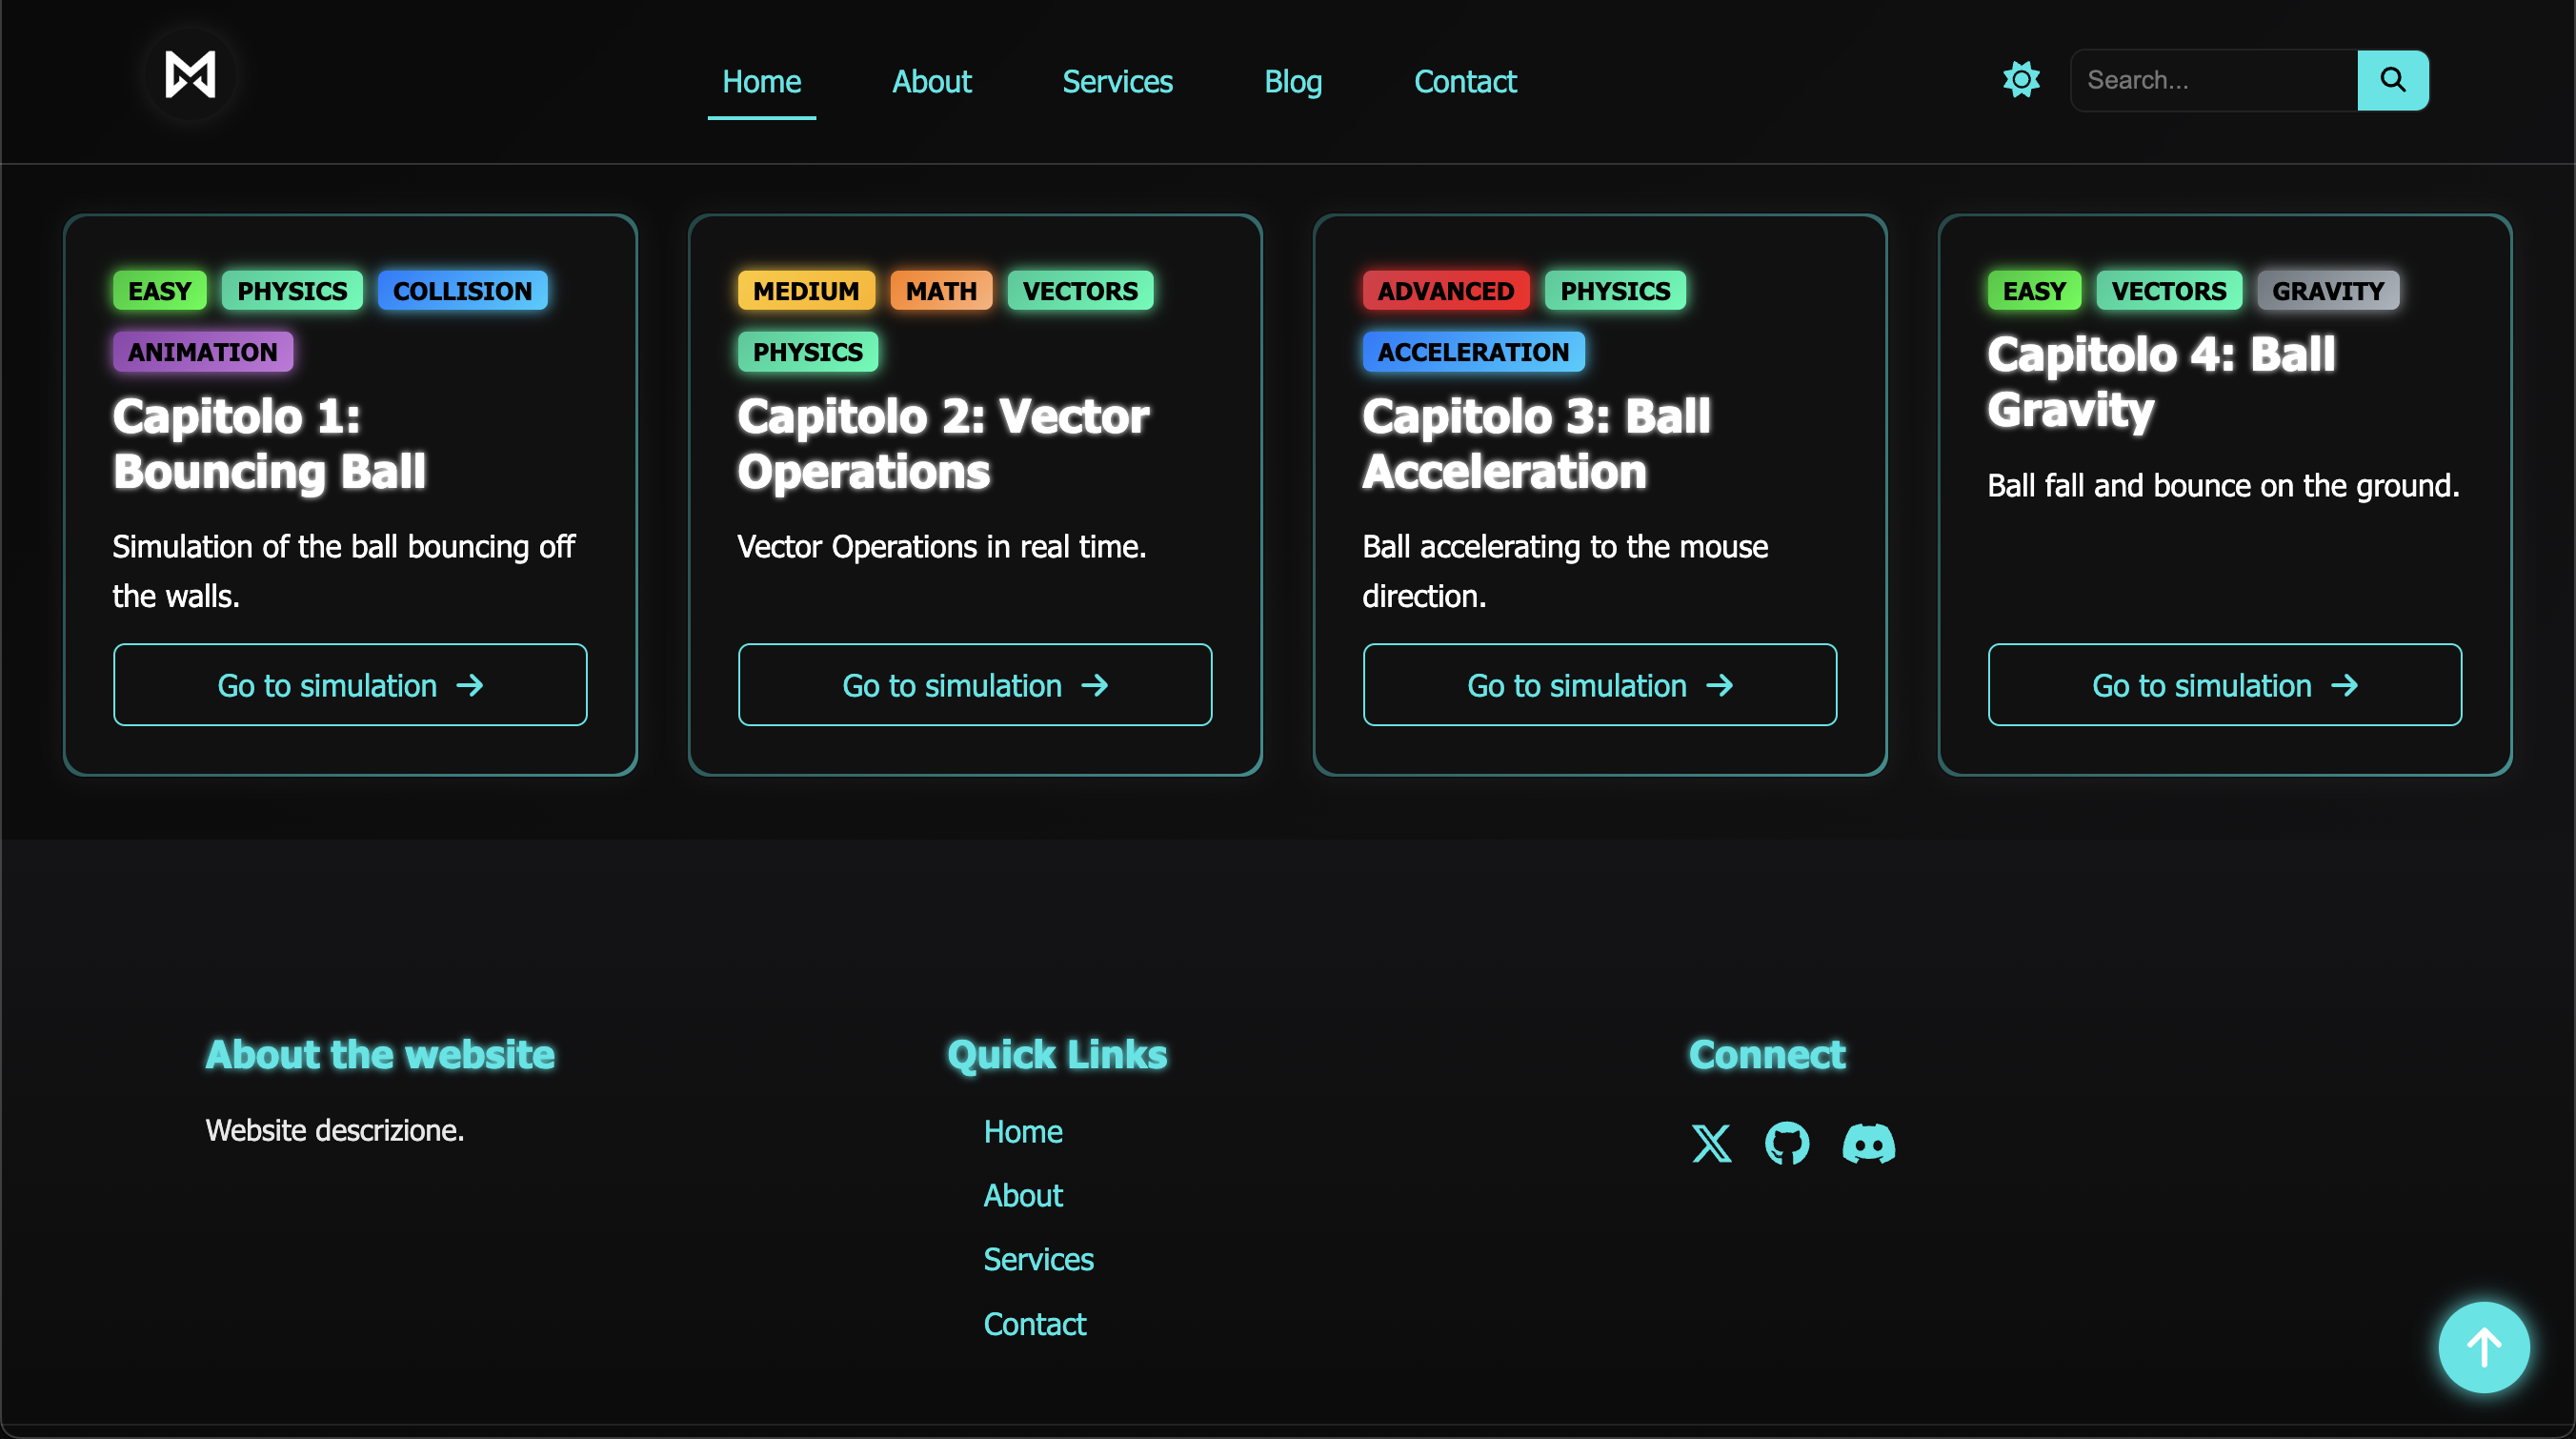 Home About Services Blog Contact Search...
EASY PHYSICS COLLISION
ANIMATION
Capitolo 1:
Bouncing Ball
Simulation of the ball bouncing off
the walls.
Go to simulation
MEDIUM MATH VECTORS
PHYSICS
Capitolo 2: Vector
Operations
Vector Operations in real time.
Go to simulation
ADVANCED PHYSICS
ACCELERATION
Capitolo 3: Ball
Acceleration
Ball accelerating to the mouse
direction.
Go to simulation
EASY VECTORS GRAVITY
Capitolo 4: Ball
Gravity
Ball fall and bounce on the ground.
Go to simulation
About the website
Website descrizione.
Quick Links
Home
About
Services
Contact
Connect